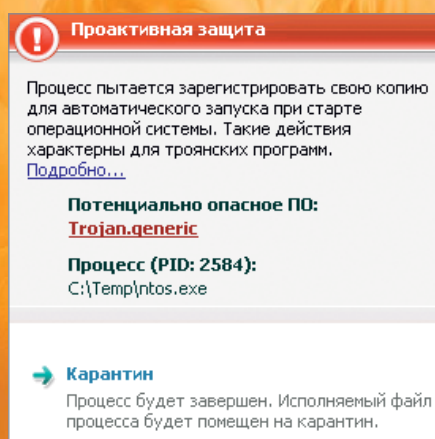 Проактивная защита
Процесс пытается зарегистрировать свою копию
для автоматического запуска при старте
операционной системы. Такие действия
характерны для троянских программ.
Подробно...
Потенциально опасное ПО:
Trojan.generic
Процесс (PID: 2584):
C:\Temp\ntos.exe
Карантин
Процесс будет завершен. Исполняемый файл
процесса будет помещен на карантин.